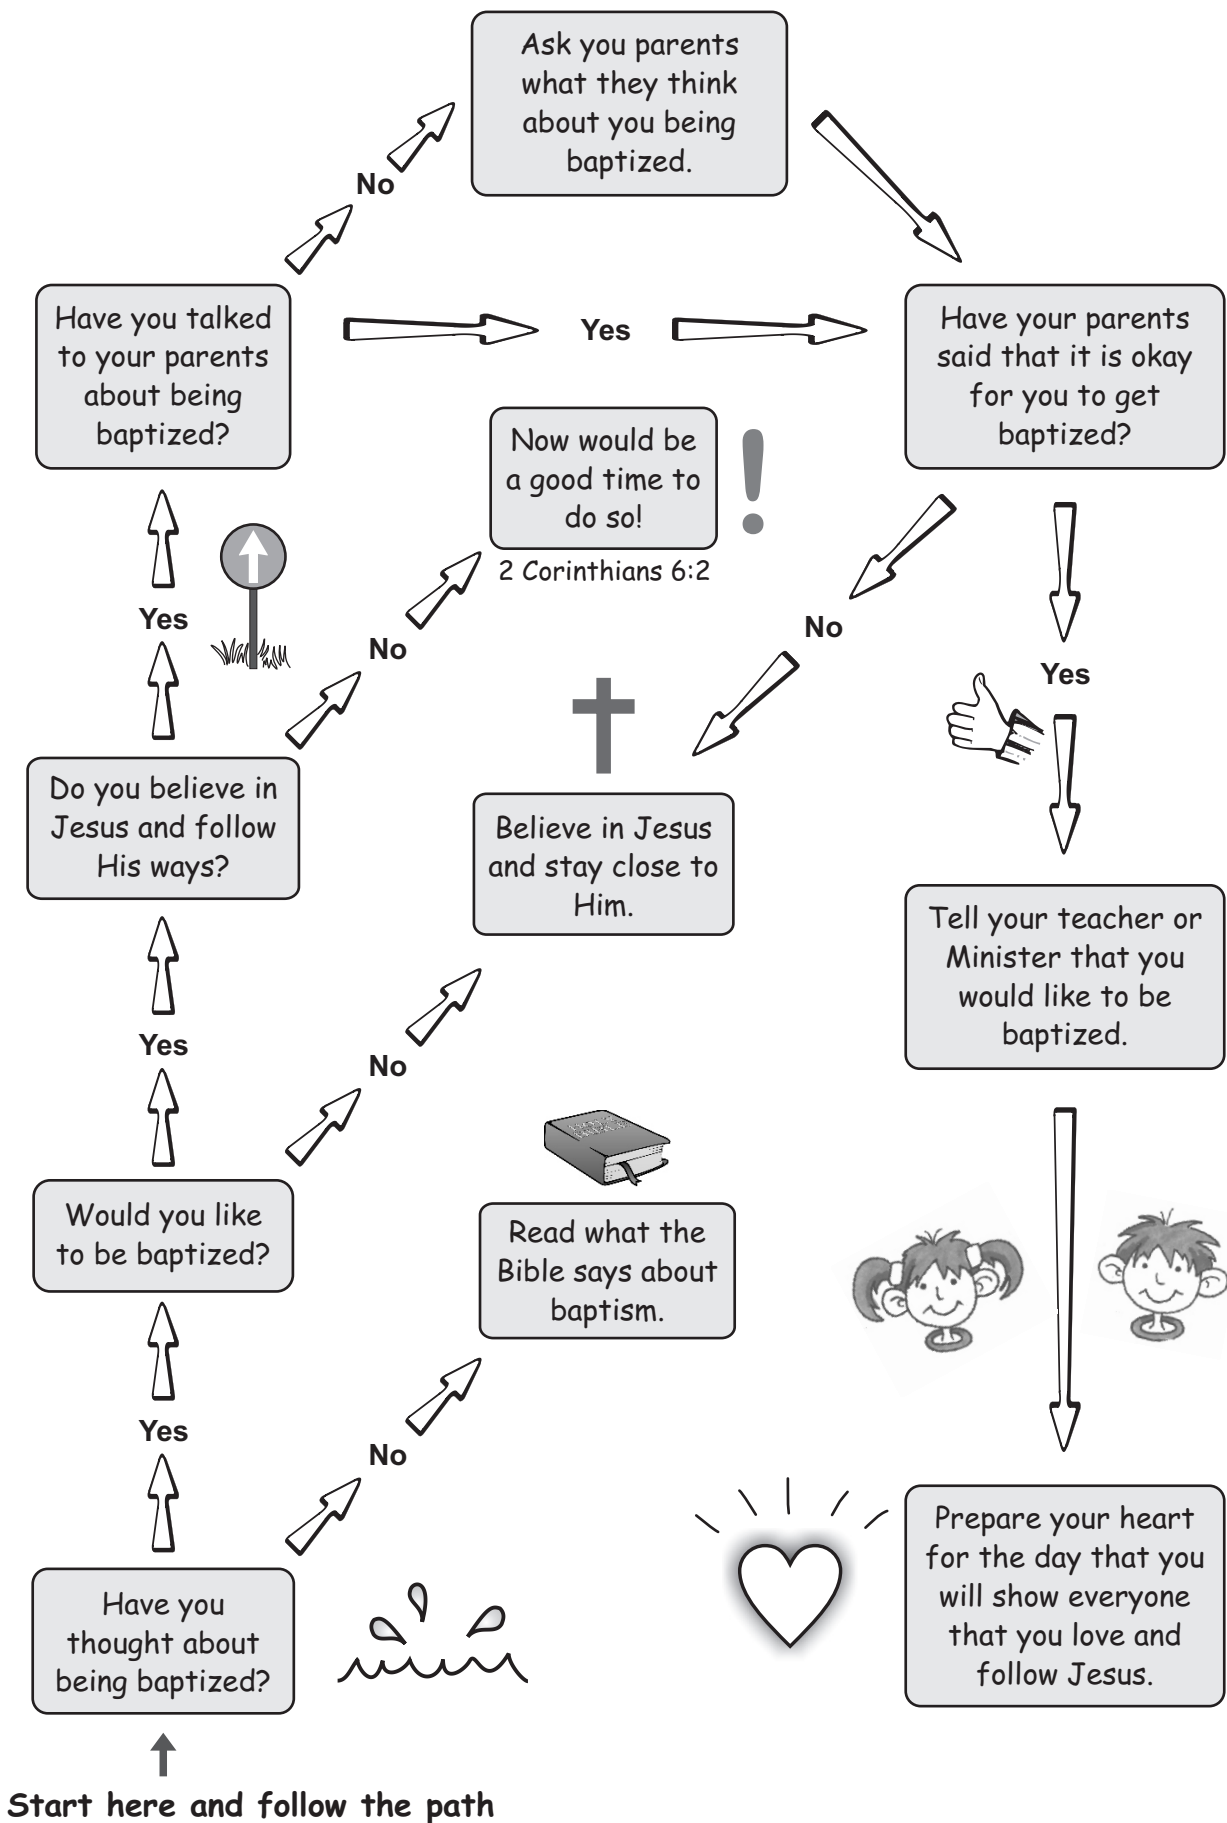 Ask you parents
what they think
about you being
baptized.
No
Have you talked
to your parents
about being
baptized?
Yes
Have your parents
said that it is okay
for you to get
baptized?
Now would be
a good time to
do so!
!
2 Corinthians 6:2
Yes
No
No
Yes
Do you believe in
Jesus and follow
His ways?
Believe in Jesus
and stay close to
Him.
Tell your teacher or
Minister that you
would like to be
baptized.
Yes
No
Would you like
to be baptized?
Read what the
Bible says about
baptism.
Yes
No
Have you
thought about
being baptized?
Prepare your heart
for the day that you
will show everyone
that you love and
follow Jesus.
Start here and follow the path